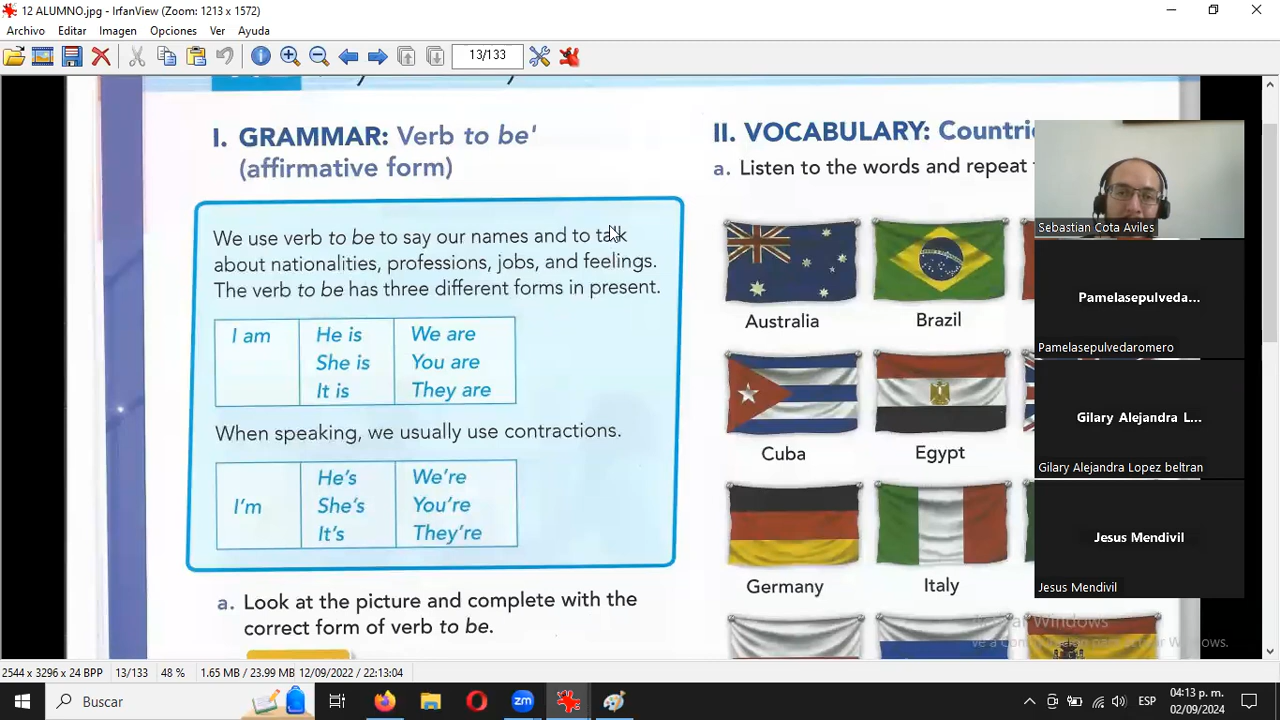 12 ALUMNO.jpg - IrfanView (Zoom: 1213 x 1572)
Archivo Editar Imagen Opciones Ver Ayuda
13/133
I. GRAMMAR: Verb to be'
(affirmative form)
We use verb to be to say our names and to talk
about nationalities, professions, jobs, and feelings.
The verb to be has three different forms in present.
I am He is We are
She is You are
It is They are
When speaking, we usually use contractions.
I'm He's We're
She's You're
It's They're
a. Look at the picture and complete with the
correct form of verb to be.
II. VOCABULARY:
a. Listen to the words and repeat
Australia Brazil
Cuba Egypt
Germany Italy
Sebastian Cota Aviles
Pamelasepulveda...
Pamelasepulvedaromero
Gilary Alejandra L...
Gilary Alejandra Lopez beltran
Jesus Mendivil
Jesus Mendivil
Windows
2544 x 3296 x 24 BPP 13/133 48 % 1.65 MB / 23.99 MB 12/09/2022 / 22:13:04
Buscar
zm
ESP
04:13 p. m.
02/09/2024